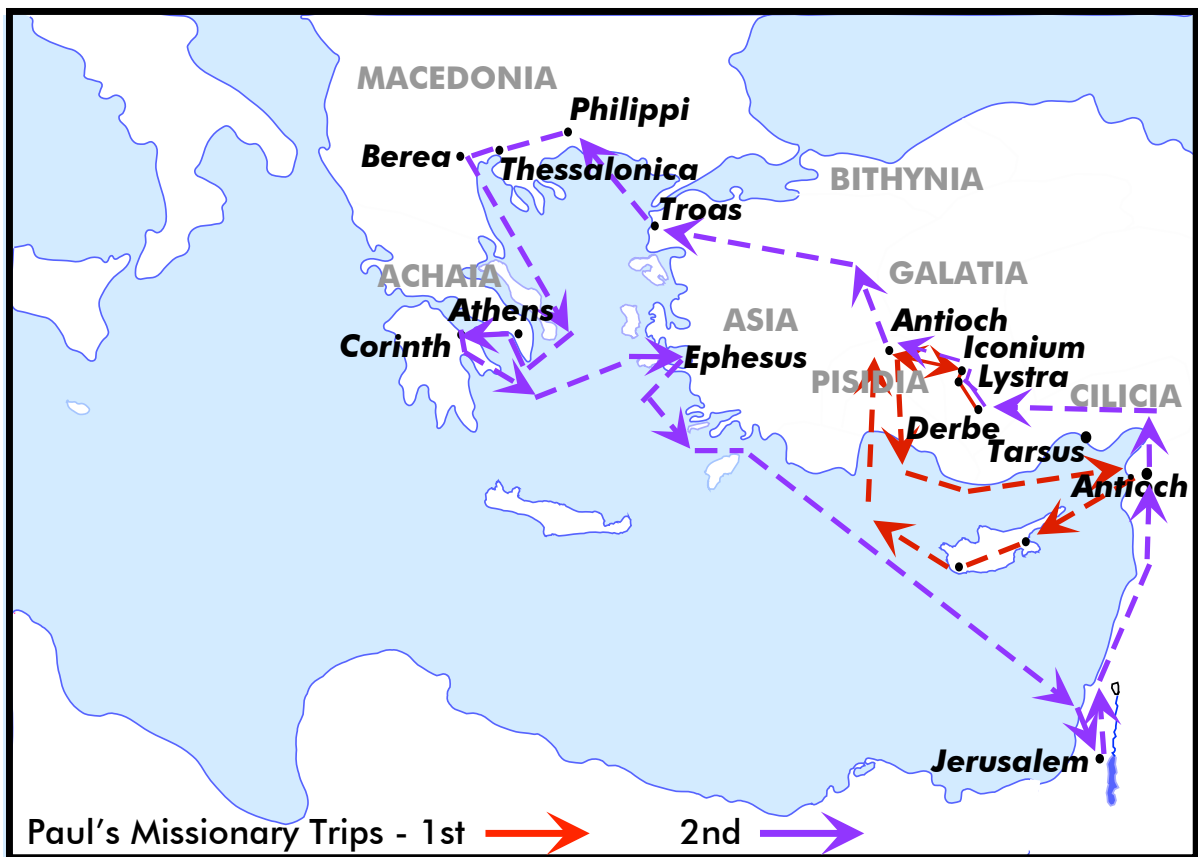 MACEDONIA
Philippi
Berea
Thessalonica
BITHYNIA
Troas
ACHAIA
GALATIA
Athens
ASIA
Antioch
Corinth
Iconium
Ephesus
PISIDIA
Lystra
CILICIA
Derbe
Tarsus
Antioch
Jerusalem
Paul's Missionary Trips - 1st
2nd